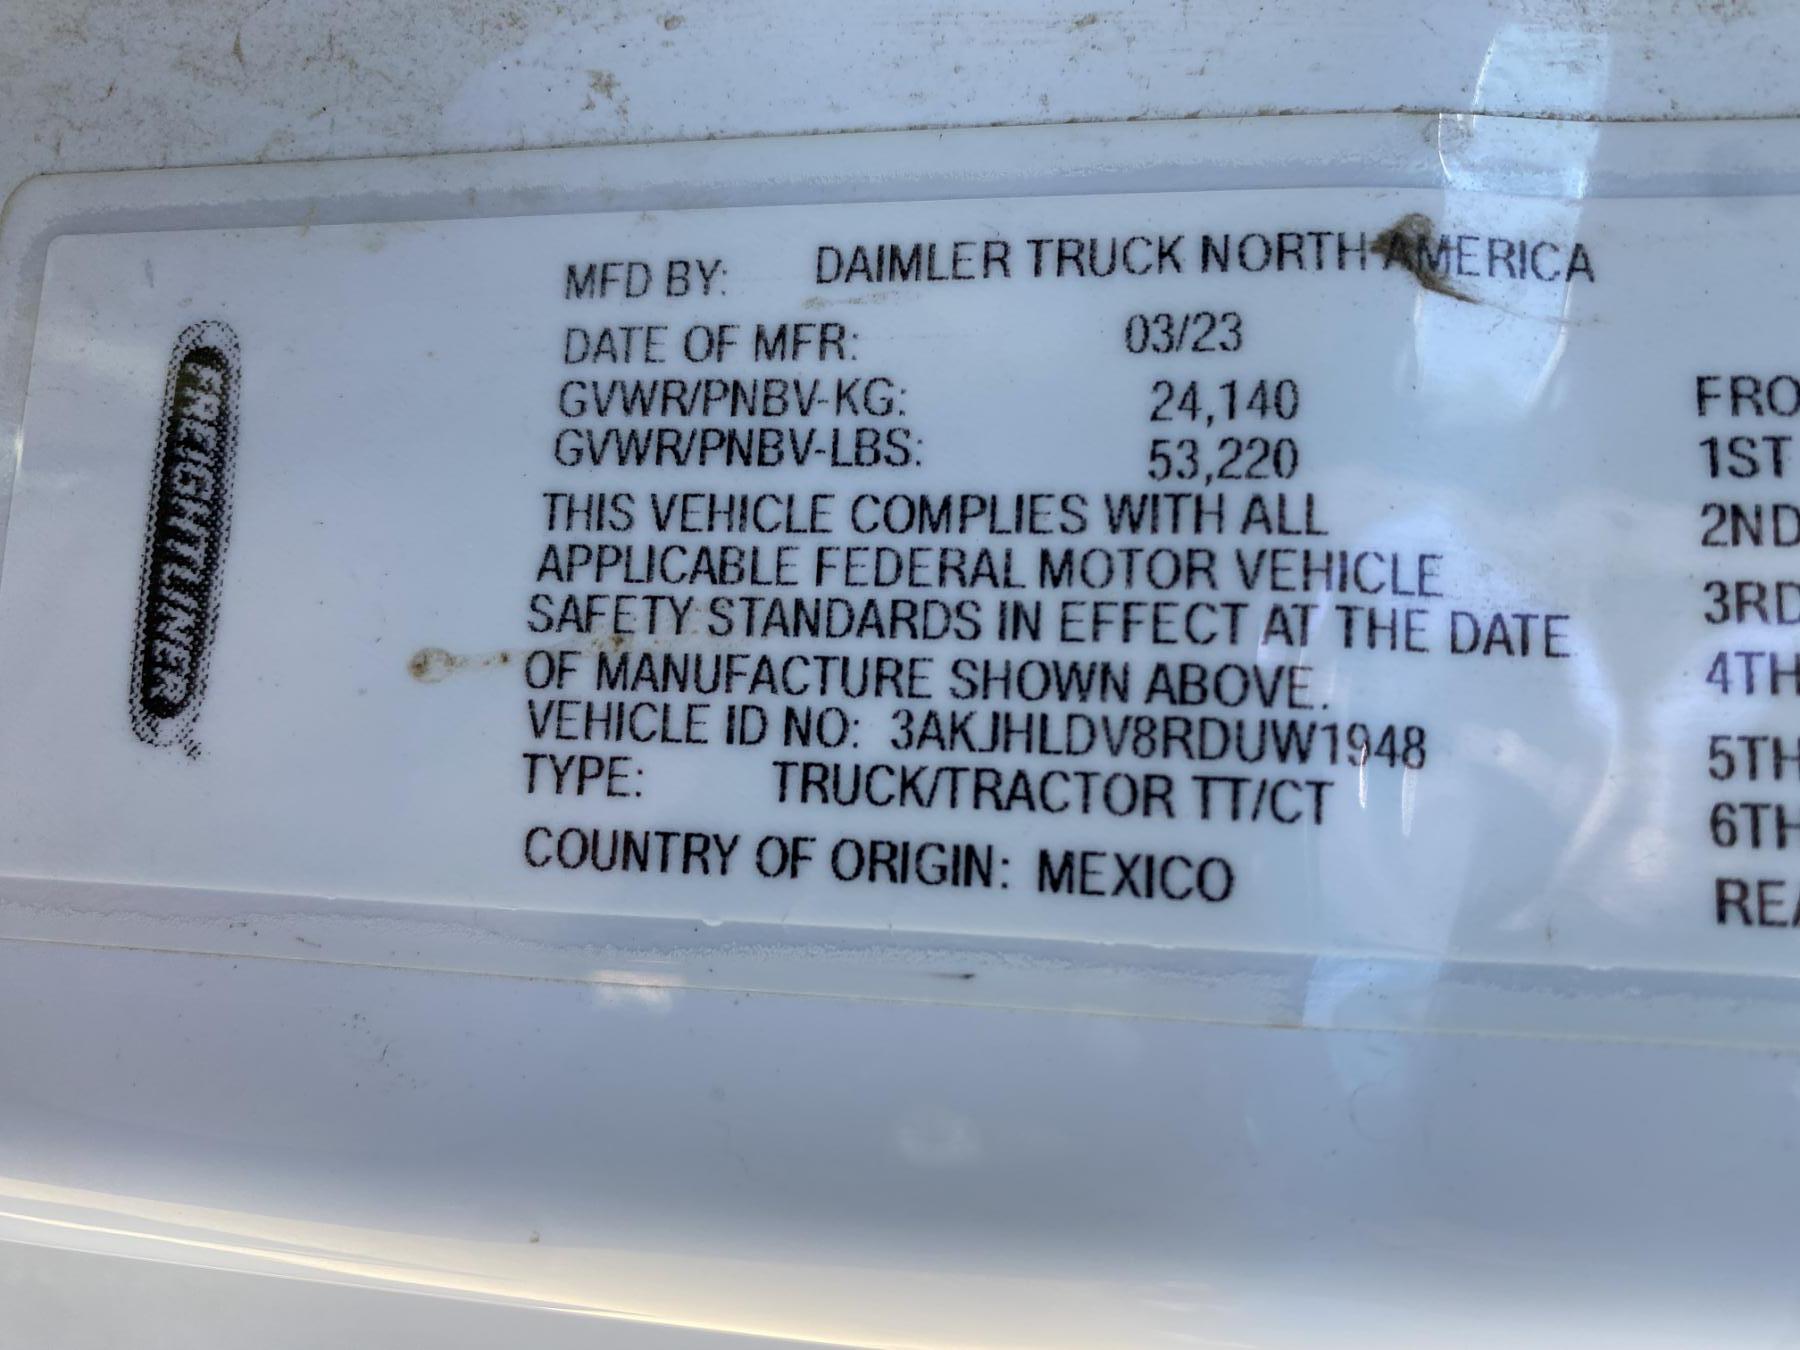 FREIGHTLINER
MFD BY: DAIMLER TRUCK NORTH AMERICA
DATE OF MFR: 03/23
GVWR/PNBV-KG: 24,140
GVWR/PNBV-LBS: 53,220
THIS VEHICLE COMPLIES WITH ALL
APPLICABLE FEDERAL MOTOR VEHICLE
SAFETY STANDARDS IN EFFECT AT THE DATE
OF MANUFACTURE SHOWN ABOVE.
VEHICLE ID NO: 3AKJHLDV8RDUW1948
TYPE: TRUCK/TRACTOR TT/CT
COUNTRY OF ORIGIN: MEXICO
FRO
1ST
2ND
3RD
4TH
5TH
6TH
REA